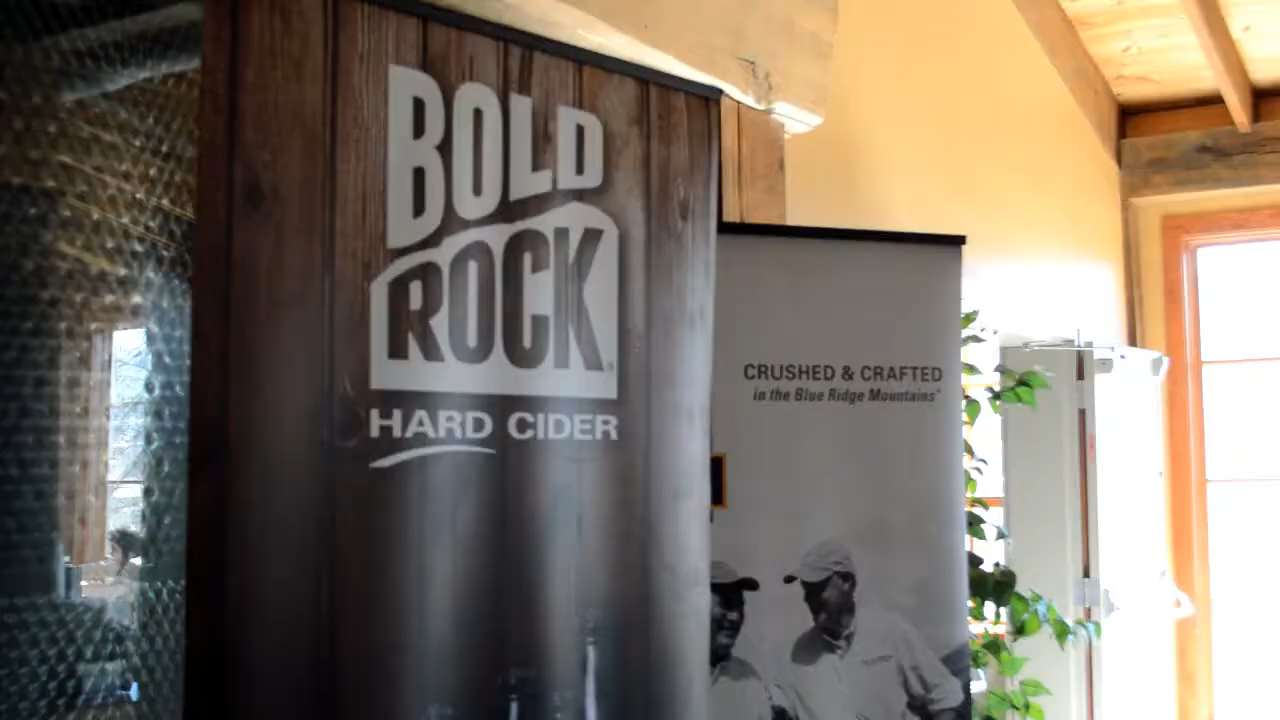 BOLD
ROCK
HARD CIDER
CRUSHED & CRAFTED
in the Blue Ridge Mountains